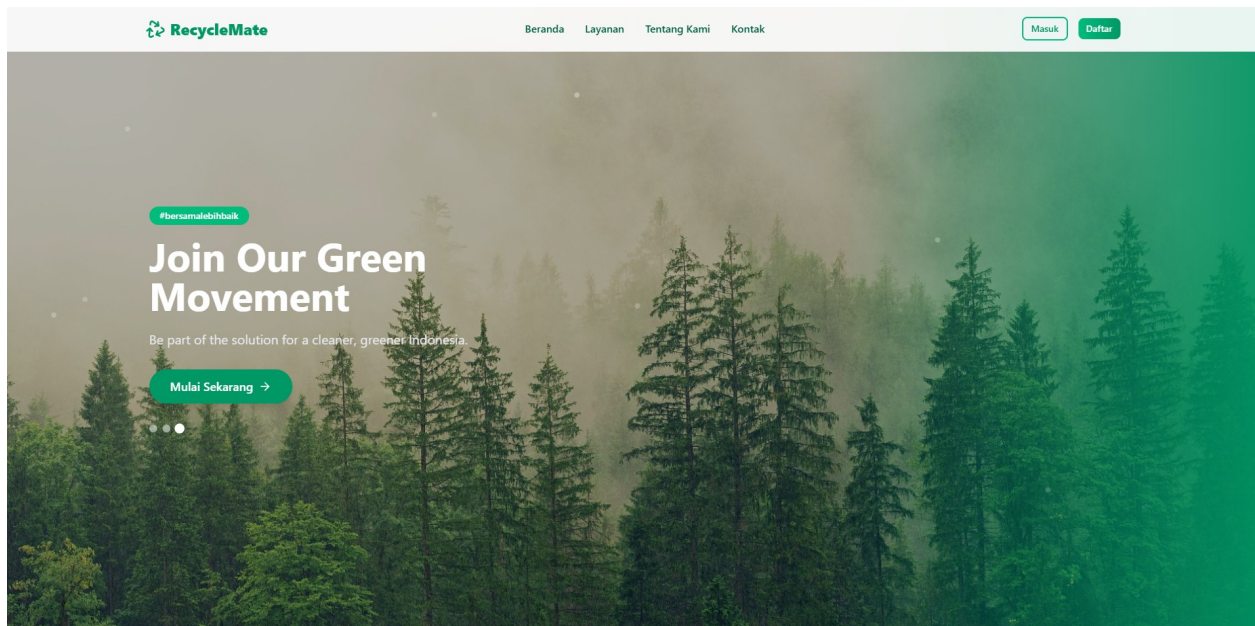 RecycleMate
Beranda Layanan Tentang Kami Kontak
Masuk Daftar
#bersamalebihbaik
Join Our Green
Movement
Be part of the solution for a cleaner, greener Indonesia.
Mulai Sekarang →